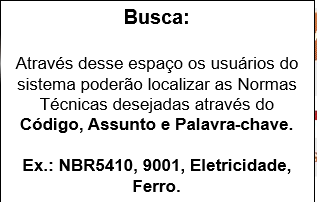 Busca:
Através desse espaço os usuários do
sistema poderão localizar as Normas
Técnicas desejadas através do
Código, Assunto e Palavra-chave.
Ex.: NBR5410, 9001, Eletricidade,
Ferro.